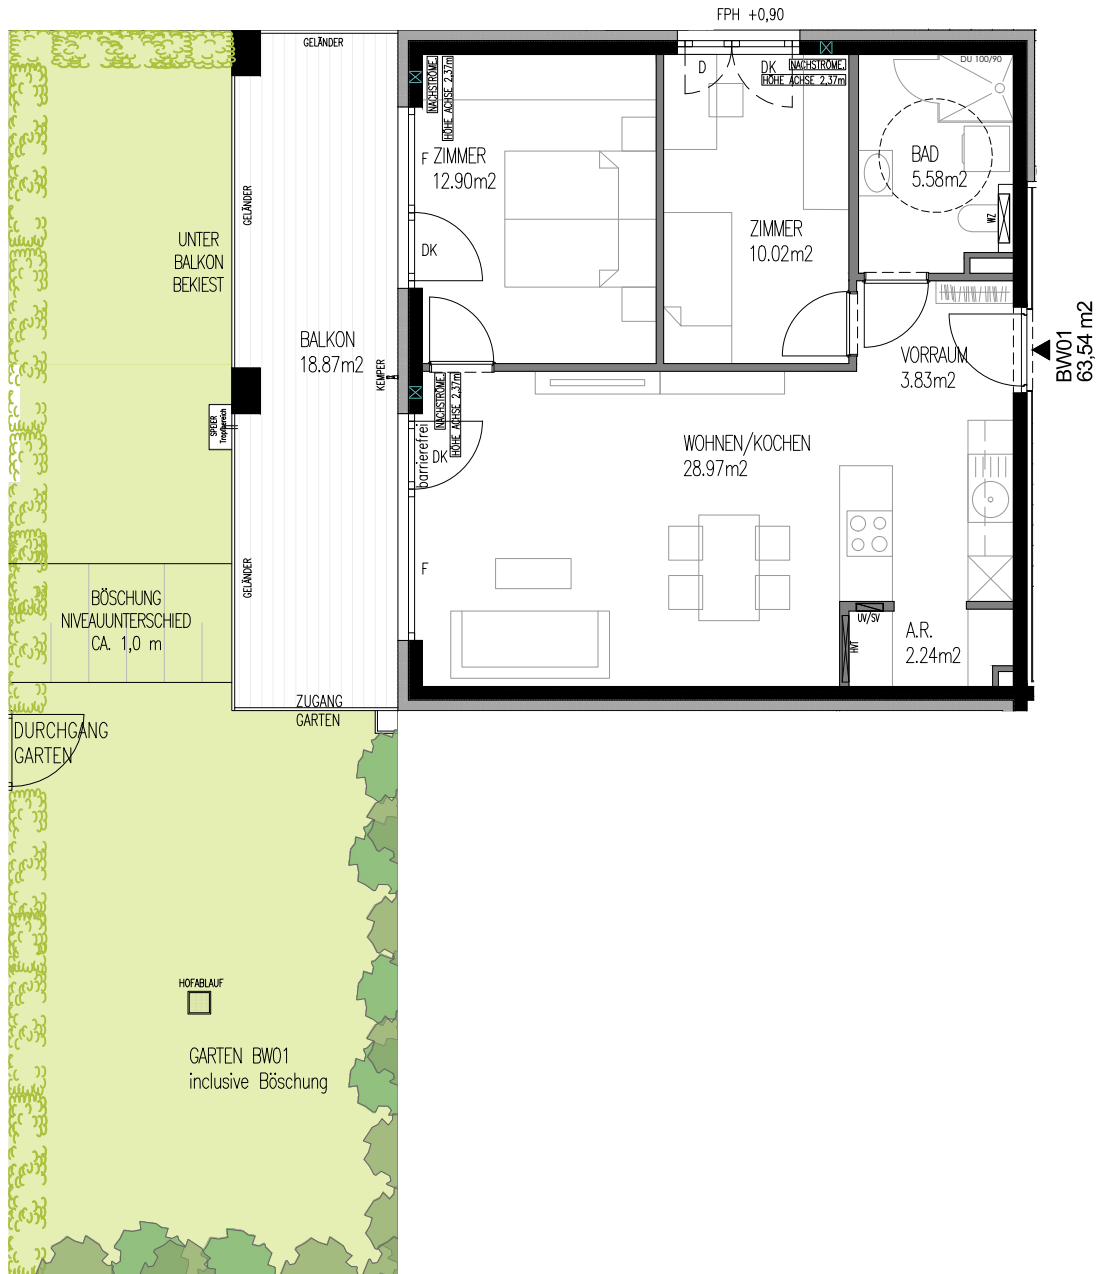 FPH +0,90
GELÄNDER
NACHSTRÖME.
HÖHE ACHSE 2,37m
D
DK
NACHSTRÖME.
HÖHE ACHSE 2,37m
DU 100/90
F
ZIMMER
12.90m2
BAD
5.58m2
GELÄNDER
WZ
ZIMMER
10.02m2
UNTER
BALKON
BEKIEST
DK
BALKON
18.87m2
KEMPER
VORRAUM
3.83m2
BW01
63,54 m2
NACHSTRÖME.
HÖHE ACHSE 2,37m
SPEIER
Tropfbereich
barrierefrei
DK
WOHNEN/KOCHEN
28.97m2
GELÄNDER
F
BÖSCHUNG
NIVEAUUNTERSCHIED
CA. 1,0 m
UV/SV
HVT
A.R.
2.24m2
ZUGANG
GARTEN
DURCHGANG
GARTEN
HOFABLAUF
GARTEN BW01
inclusive Böschung